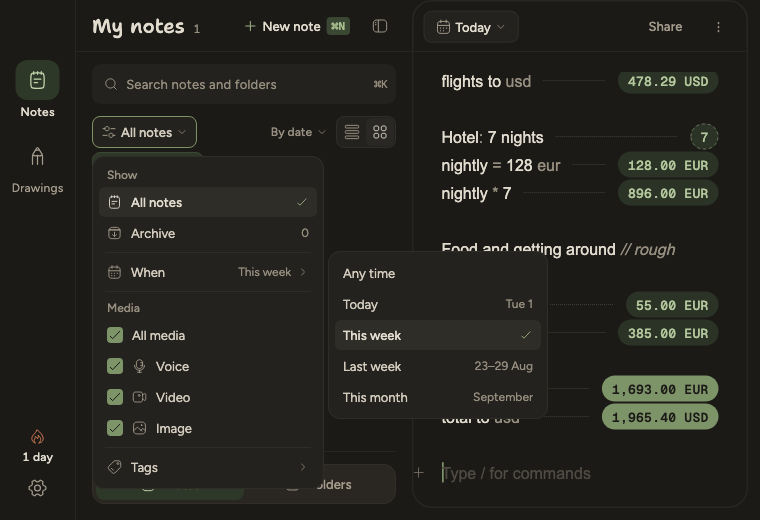 My notes 1
+ New note ⌘N
Today
Share
Search notes and folders ⌘K
All notes
By date
Notes
Drawings
1 day
Show
All notes
Archive 0
When This week
Media
All media
Voice
Video
Image
Tags
Any time
Today Tue 1
This week
Last week 23–29 Aug
This month September
flights to usd 478.29 USD
Hotel: 7 nights 7
nightly = 128 eur 128.00 EUR
nightly * 7 896.00 EUR
Food and getting around // rough
55.00 EUR
385.00 EUR
1,693.00 EUR
total to usd 1,965.40 USD
+ Type / for commands